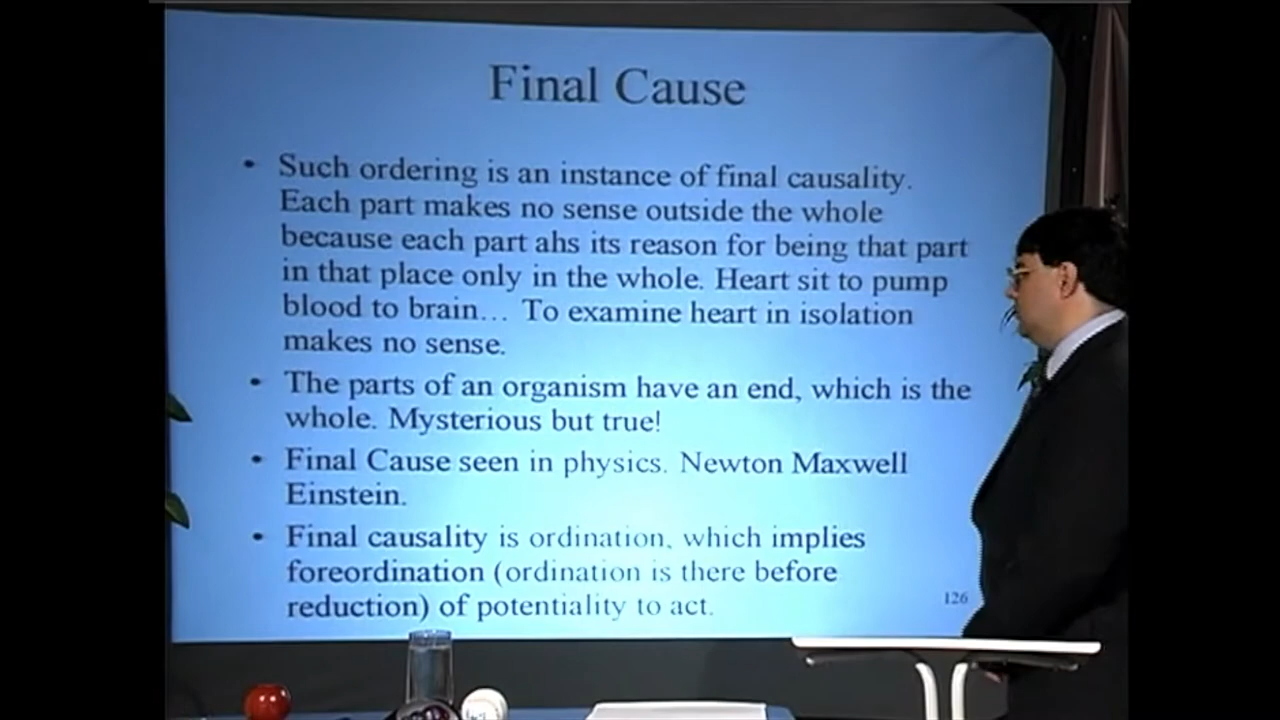 Final Cause
• Such ordering is an instance of final causality.
Each part makes no sense outside the whole
because each part ahs its reason for being that part
in that place only in the whole. Heart sit to pump
blood to brain… To examine heart in isolation
makes no sense.
• The parts of an organism have an end, which is the
whole. Mysterious but true!
• Final Cause seen in physics. Newton Maxwell
Einstein.
• Final causality is ordination, which implies
foreordination (ordination is there before
reduction) of potentiality to act.
126